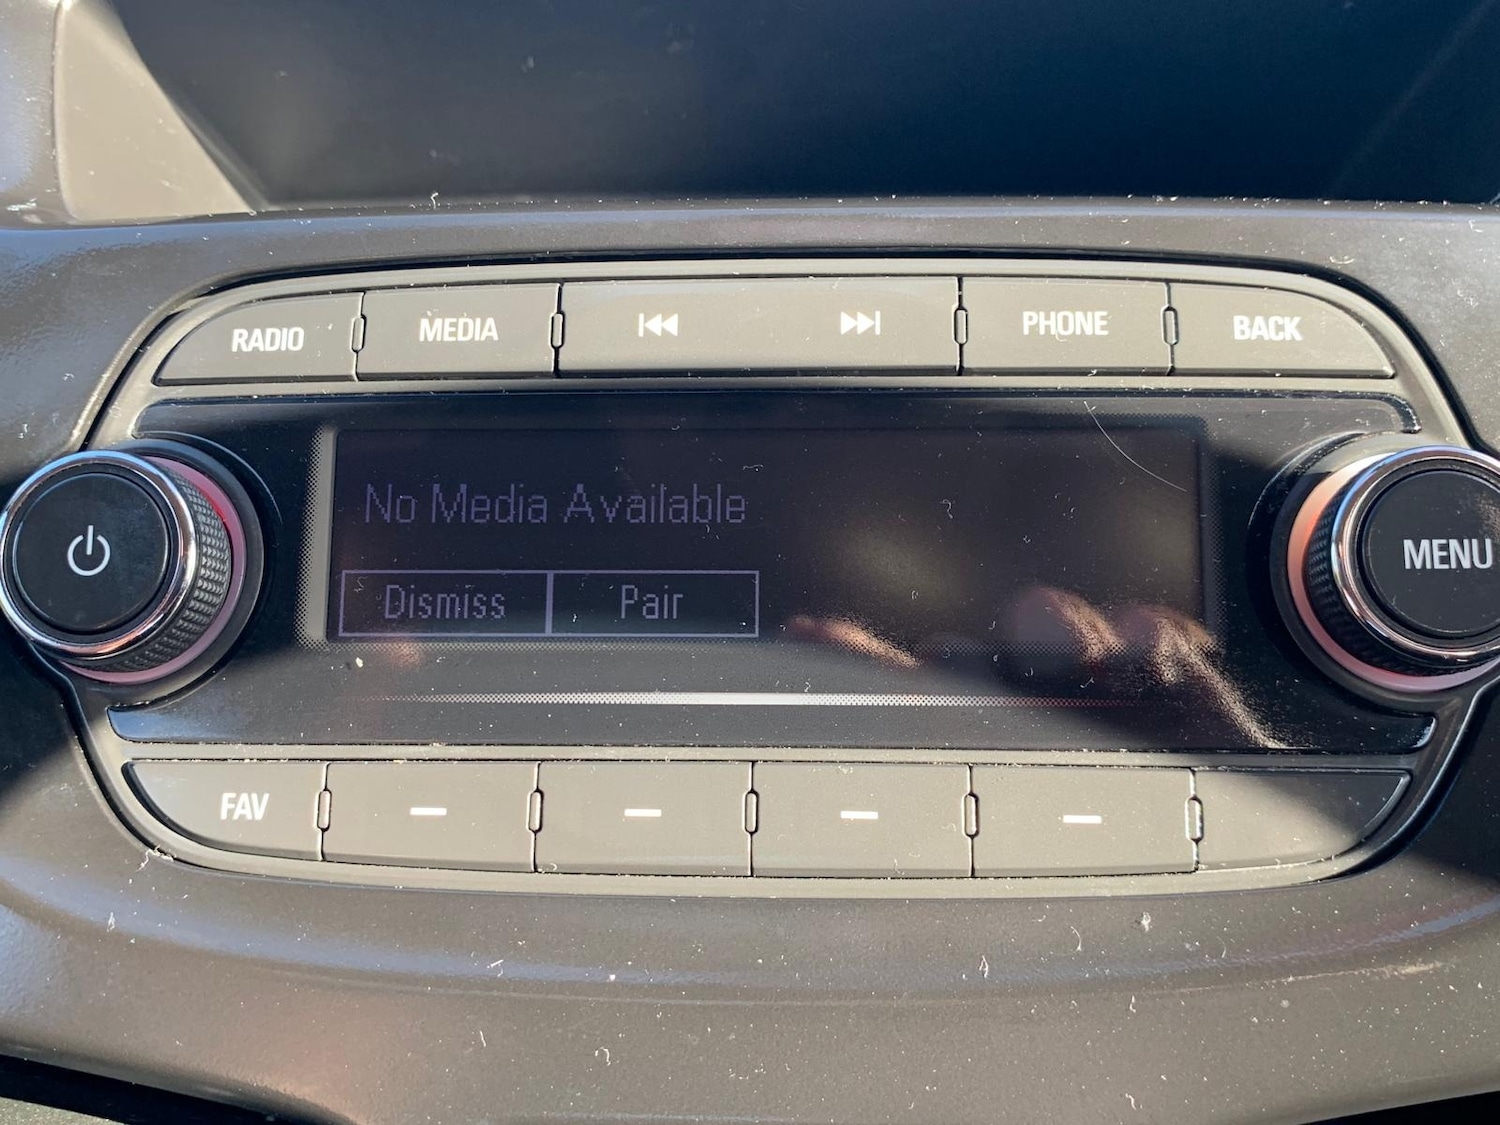 RADIO MEDIA PHONE BACK
No Media Available
Dismiss Pair
MENU
FAV